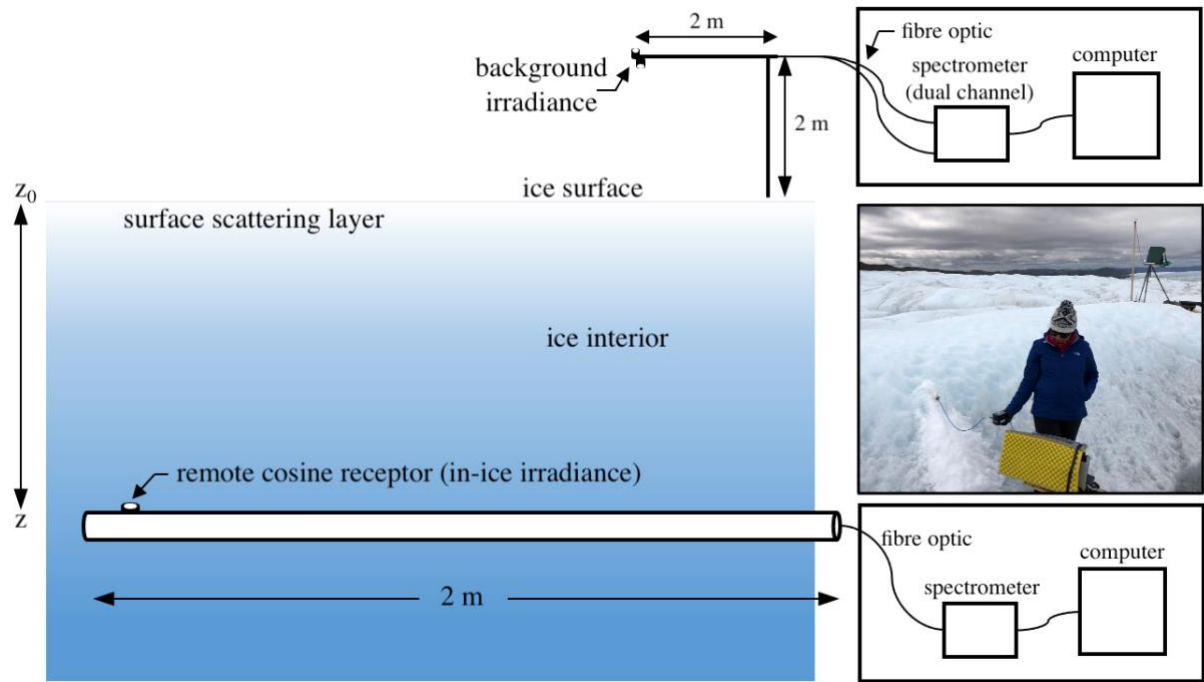 2 m
background
irradiance
2 m
fibre optic
spectrometer
(dual channel)
computer
z0
ice surface
surface scattering layer
ice interior
remote cosine receptor (in-ice irradiance)
z
2 m
fibre optic
spectrometer
computer